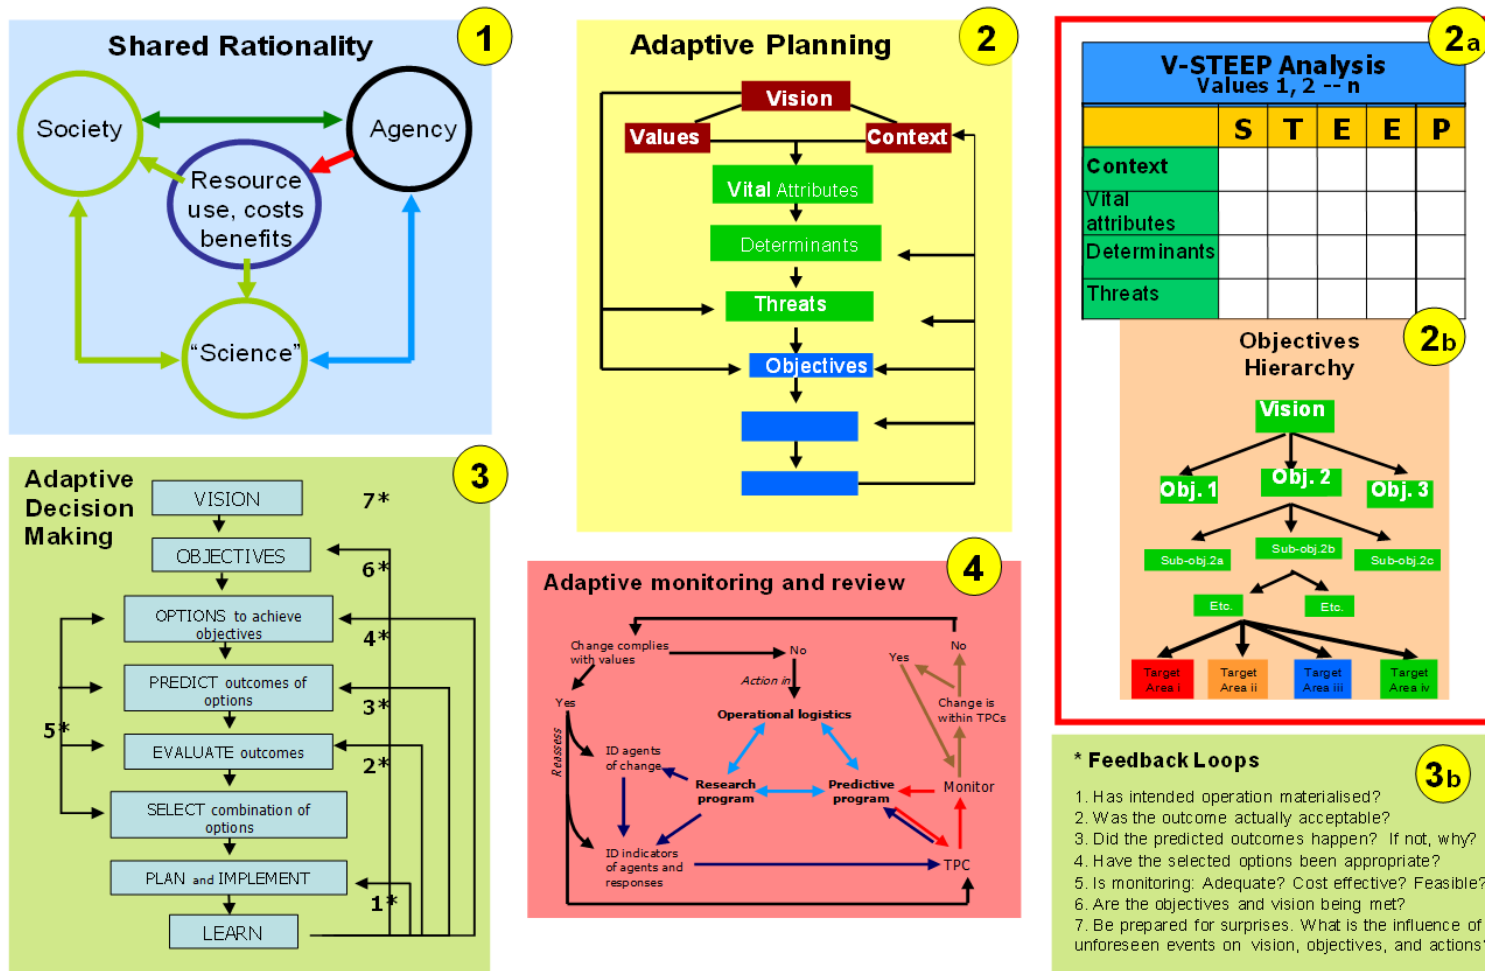 Shared Rationality
1
Society
Agency
Resource
use, costs
benefits
"Science"
Adaptive Planning
2
Vision
Values
Context
Vital Attributes
Determinants
Threats
Objectives
2a
V-STEEP Analysis
Values 1, 2 -- n
S T E E P
Context
Vital
attributes
Determinants
Threats
2b
Objectives
Hierarchy
Vision
Obj. 1
Obj. 2
Obj. 3
Sub-obj.2a
Sub-obj.2b
Sub-obj.2c
Etc.
Etc.
Target
Area i
Target
Area ii
Target
Area iii
Target
Area iv
Adaptive
Decision
Making
3
VISION
7*
OBJECTIVES
6*
OPTIONS to achieve
objectives
4*
PREDICT outcomes of
options
3*
5*
EVALUATE outcomes
2*
SELECT combination of
options
PLAN and IMPLEMENT
1*
LEARN
Adaptive monitoring and review
4
Change complies
with values
No
Yes
No
Action in
Yes
Reassess
Operational logistics
Change is
within TPCs
ID agents
of change
Research
program
Predictive
program
Monitor
ID indicators
of agents and
responses
TPC
* Feedback Loops
3b
1. Has intended operation materialised?
2. Was the outcome actually acceptable?
3. Did the predicted outcomes happen? If not, why?
4. Have the selected options been appropriate?
5. Is monitoring: Adequate? Cost effective? Feasible?
6. Are the objectives and vision being met?
7. Be prepared for surprises. What is the influence of
unforeseen events on vision, objectives, and actions?